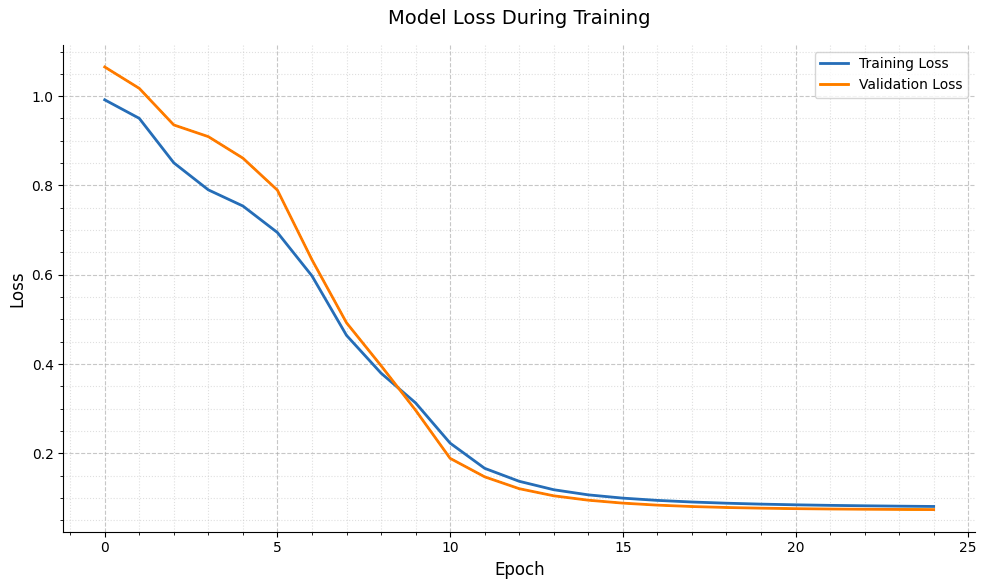 Model Loss During Training
Training Loss
Validation Loss
1.0
0.8
0.6
0.4
0.2
Loss
0 5 10 15 20 25
Epoch